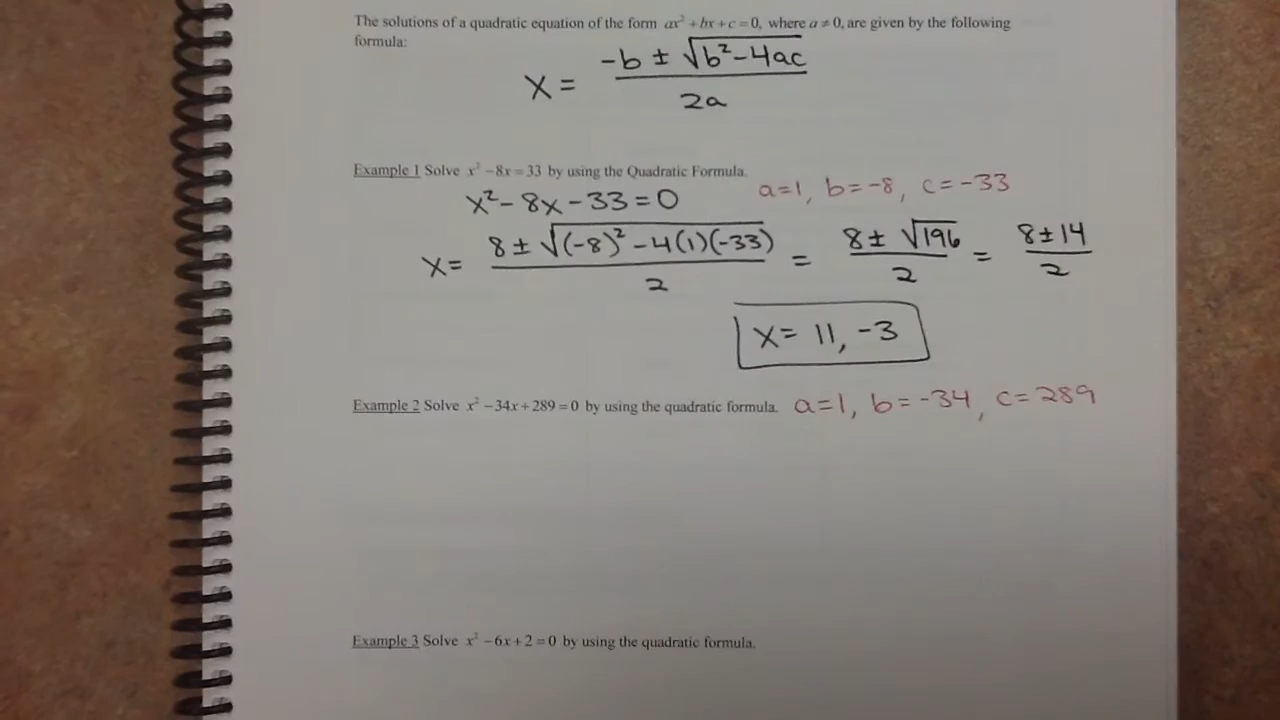 The solutions of a quadratic equation of the form ax² + bx + c = 0, where a ≠ 0, are given by the following
formula:
x = (-b ± √(b² - 4ac)) / 2a
Example 1 Solve x² - 8x = 33 by using the Quadratic Formula.
a=1, b=-8, c=-33
x² - 8x - 33 = 0
x = (8 ± √((-8)² - 4(1)(-33))) / 2 = (8 ± √196) / 2 = (8 ± 14) / 2
x = 11, -3
Example 2 Solve x² - 34x + 289 = 0 by using the quadratic formula. a=1, b=-34, c=289
Example 3 Solve x² - 6x + 2 = 0 by using the quadratic formula.